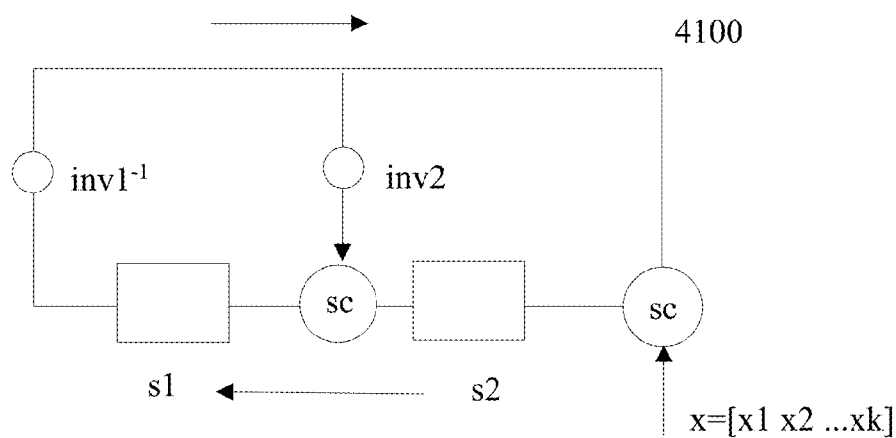 4100
inv1⁻¹
inv2
sc
sc
s1
s2
x=[x1 x2 ...xk]